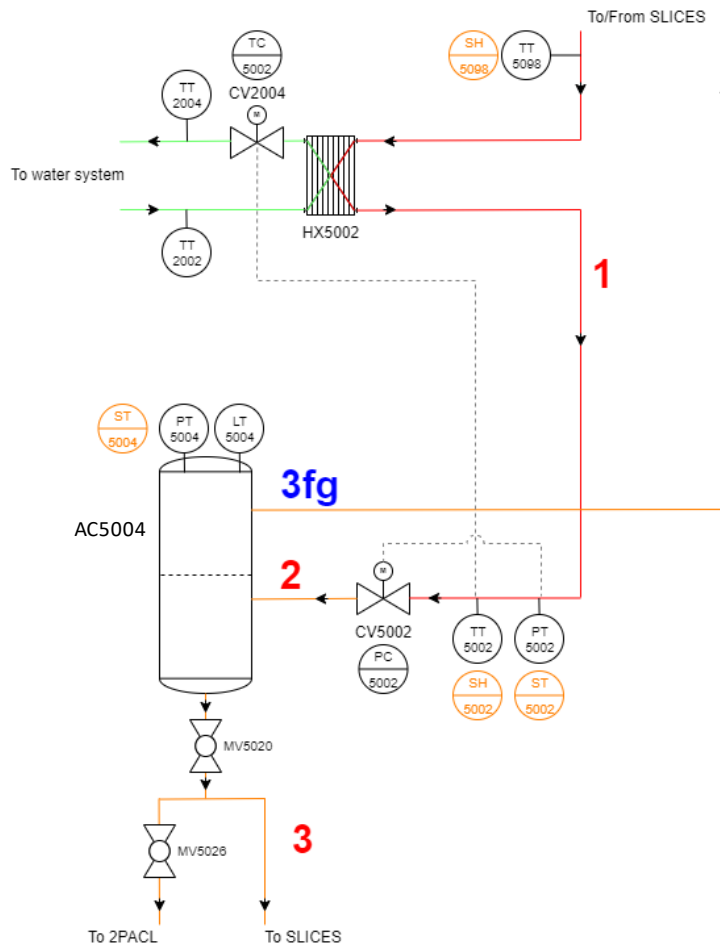 To/From SLICES
TC
5002
SH
5098
TT
5098
TT
2004
CV2004
M
To water system
HX5002
TT
2002
1
ST
5004
PT
5004
LT
5004
3fg
AC5004
2
M
CV5002
TT
5002
PT
5002
PC
5002
SH
5002
ST
5002
MV5020
3
MV5026
To 2PACL
To SLICES